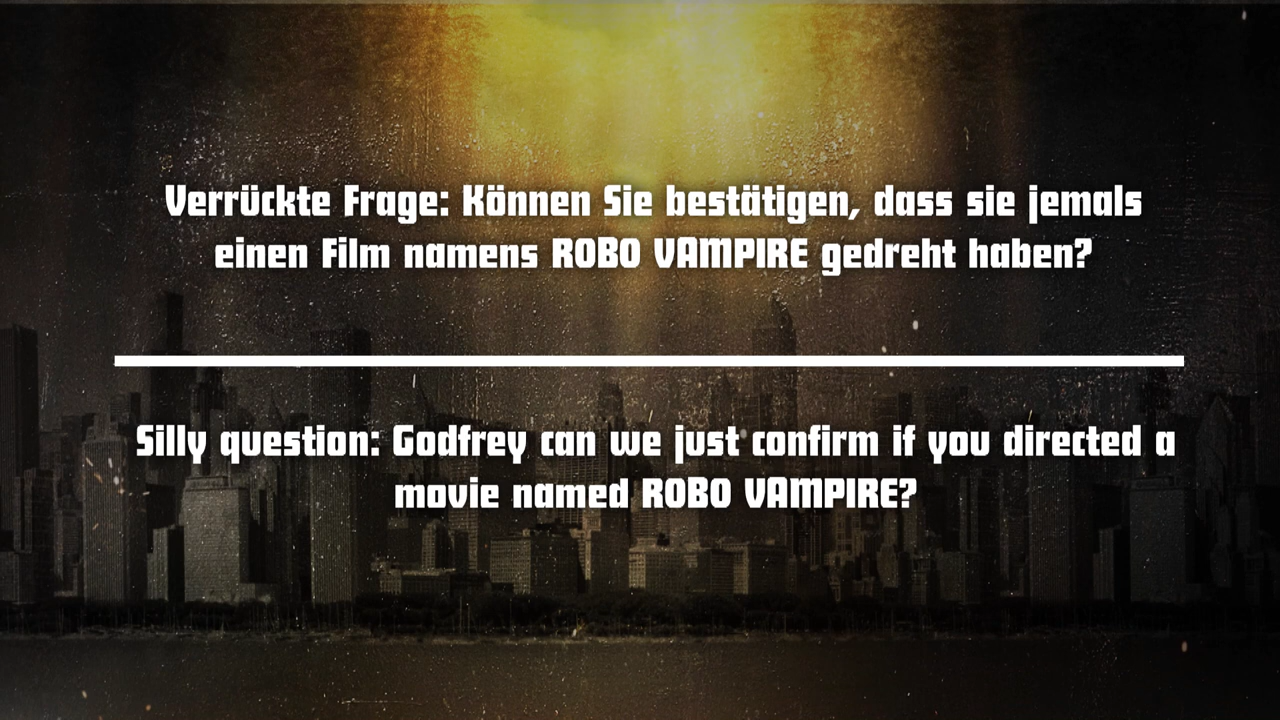 Verrückte Frage: Können Sie bestätigen, dass sie jemals
einen Film namens ROBO VAMPIRE gedreht haben?
Silly question: Godfrey can we just confirm if you directed a
movie named ROBO VAMPIRE?